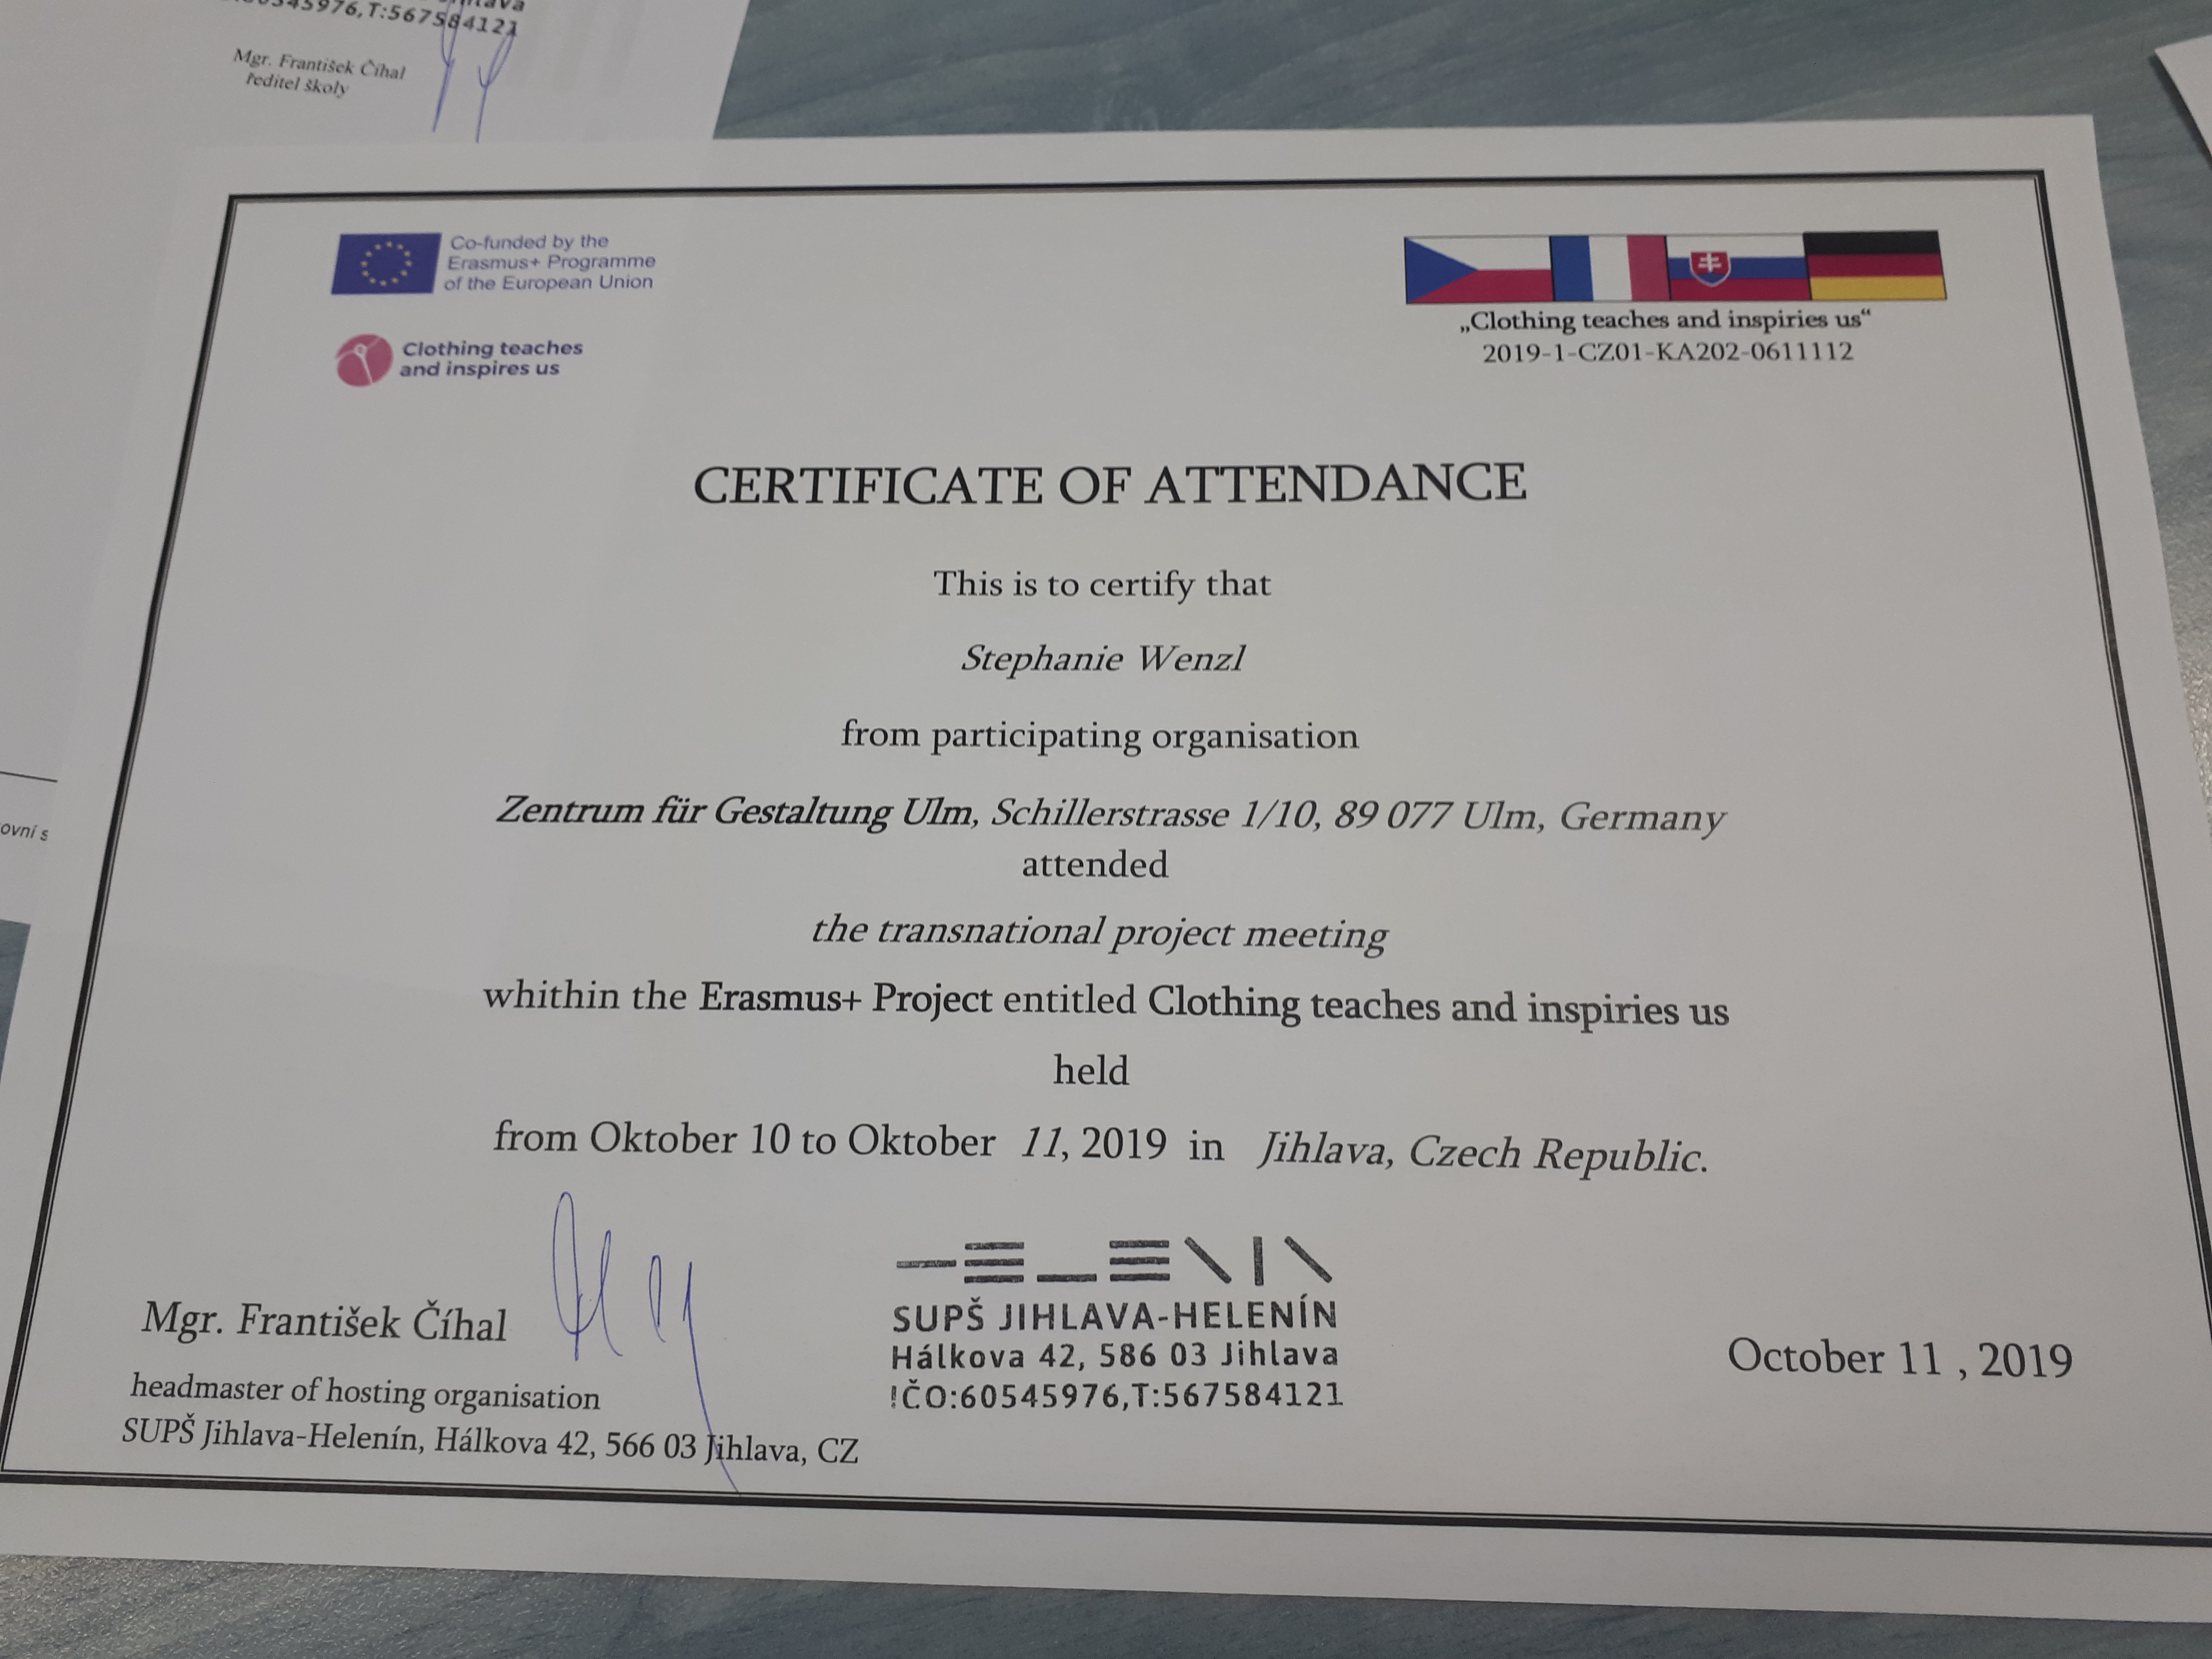 5976,T:567584121
Mgr. František Číhal
ředitel školy
ovní s
Co-funded by the
Erasmus+ Programme
of the European Union
Clothing teaches
and inspires us
„Clothing teaches and inspiries us“
2019-1-CZ01-KA202-0611112
CERTIFICATE OF ATTENDANCE
This is to certify that
Stephanie Wenzl
from participating organisation
Zentrum für Gestaltung Ulm, Schillerstrasse 1/10, 89 077 Ulm, Germany
attended
the transnational project meeting
whithin the Erasmus+ Project entitled Clothing teaches and inspiries us
held
from Oktober 10 to Oktober 11, 2019 in Jihlava, Czech Republic.
Mgr. František Číhal
headmaster of hosting organisation
SUPŠ Jihlava-Helenín, Hálkova 42, 566 03 Jihlava, CZ
HELENIN
SUPŠ JIHLAVA-HELENÍN
Hálkova 42, 586 03 Jihlava
IČO:60545976,T:567584121
October 11 , 2019